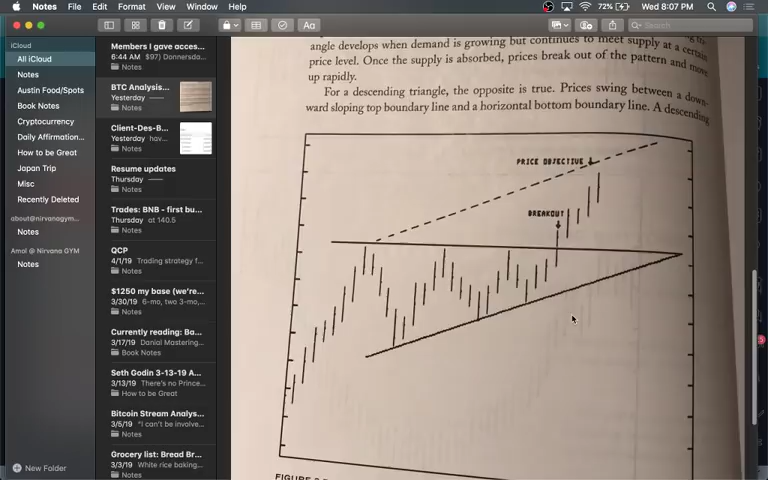 Notes File Edit Format View Window Help
72% Wed 8:07 PM
Aa
Search
iCloud
All iCloud
Notes
Austin Food/Spots
Book Notes
Cryptocurrency
Daily Affirmation...
How to be Great
Japan Trip
Misc
Recently Deleted
about@nirvanagym...
Notes
Amol @ Nirvana GYM
Notes
New Folder
Members I gave acces...
6:44 AM $97) Donnersda...
Notes
BTC Analysis...
Yesterday
Notes
Client-Des-B...
Yesterday hav...
Notes
Resume updates
Thursday
Notes
Trades: BNB - first bu...
Thursday at 140.5
Notes
QCP
4/1/19 Trading strategy f...
Notes
$1250 my base (we're...
3/30/19 6-mo, two 3-mo,...
Notes
Currently reading: Ba...
3/17/19 Danial Mastering...
Book Notes
Seth Godin 3-13-19 A...
3/13/19 There's no Prince...
How to be Great
Bitcoin Stream Analys...
3/5/19 "I can't be involve...
Notes
Grocery list: Bread Br...
3/3/19 White rice baking...
Notes
angle develops when demand is growing but continues to meet supply at a certain
price level. Once the supply is absorbed, prices break out of the pattern and move
up rapidly.
For a descending triangle, the opposite is true. Prices swing between a down-
ward sloping top boundary line and a horizontal bottom boundary line. A descending
PRICE OBJECTIVE
BREAKOUT